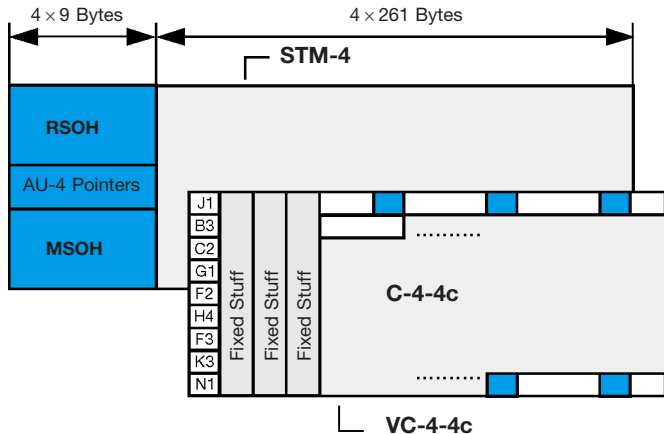 4 × 9 Bytes
4 × 261 Bytes
STM-4
RSOH
AU-4 Pointers
MSOH
J1
B3
C2
G1
F2
H4
F3
K3
N1
Fixed Stuff
Fixed Stuff
Fixed Stuff
C-4-4c
VC-4-4c